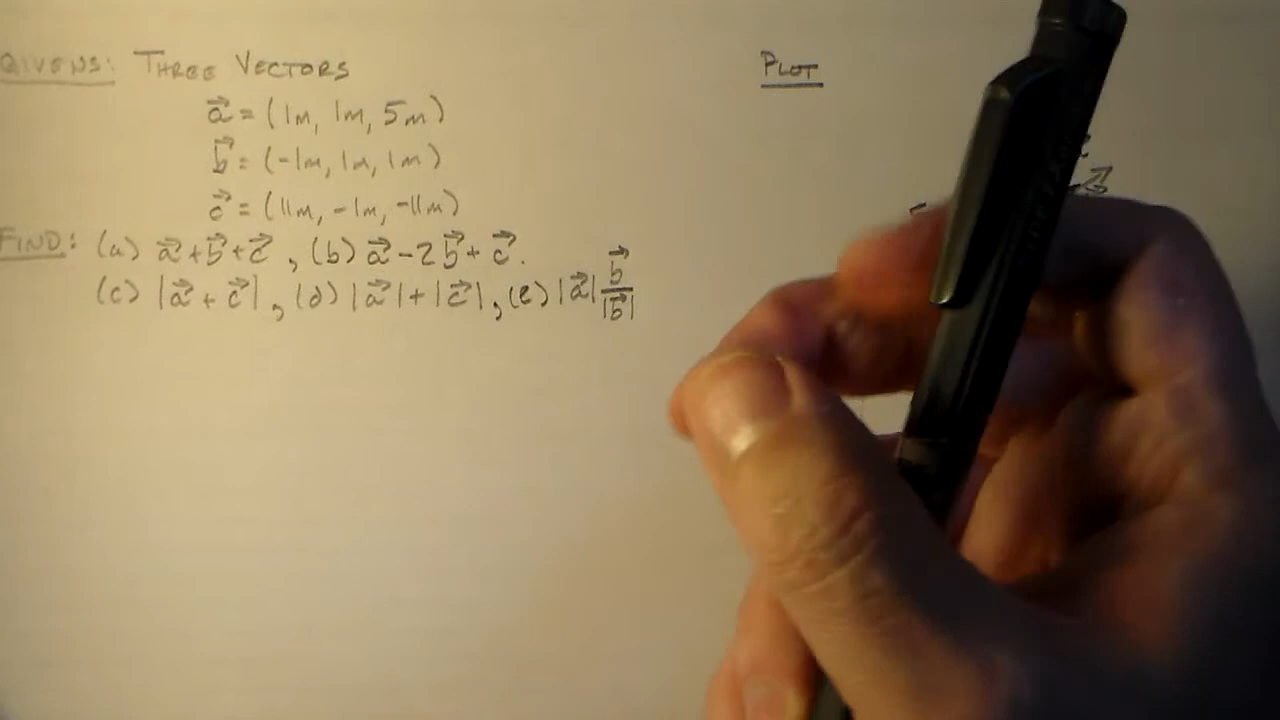 GIVENS: THREE VECTORS
a⃗ = (1m, 1m, 5m)
b⃗ = (-1m, 1m, 1m)
c⃗ = (11m, -1m, -11m)
FIND: (a) a⃗ + b⃗ + c⃗ , (b) a⃗ - 2b⃗ + c⃗.
(c) |a⃗ + c⃗|, (d) |a⃗| + |c⃗|, (e) |a⃗| b⃗/|b⃗|
PLOT